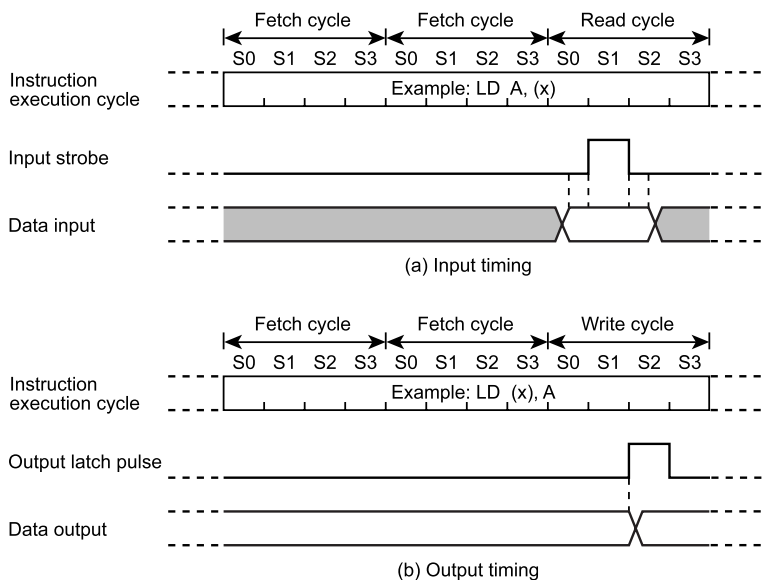 Fetch cycle Fetch cycle Read cycle
S0 S1 S2 S3 S0 S1 S2 S3 S0 S1 S2 S3
Instruction
execution cycle
Example: LD A, (x)
Input strobe
Data input
(a) Input timing
Fetch cycle Fetch cycle Write cycle
S0 S1 S2 S3 S0 S1 S2 S3 S0 S1 S2 S3
Instruction
execution cycle
Example: LD (x), A
Output latch pulse
Data output
(b) Output timing